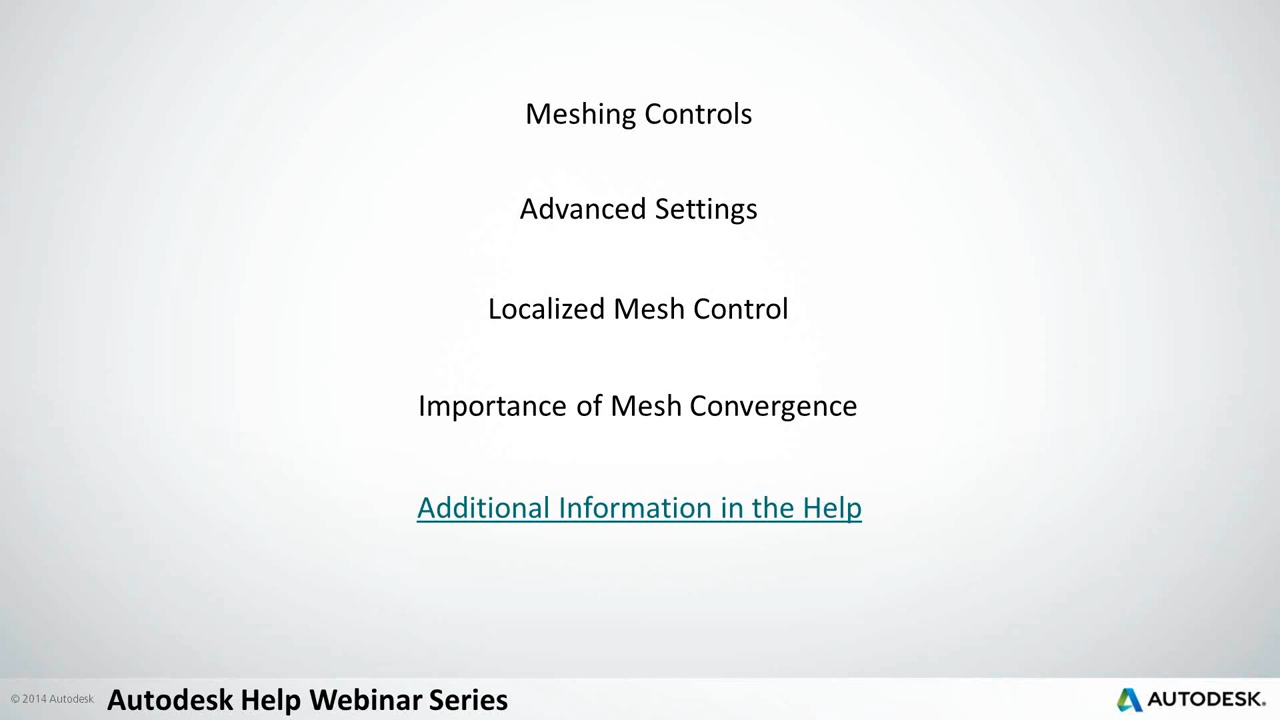 Meshing Controls
Advanced Settings
Localized Mesh Control
Importance of Mesh Convergence
Additional Information in the Help
© 2014 Autodesk
Autodesk Help Webinar Series
AUTODESK.